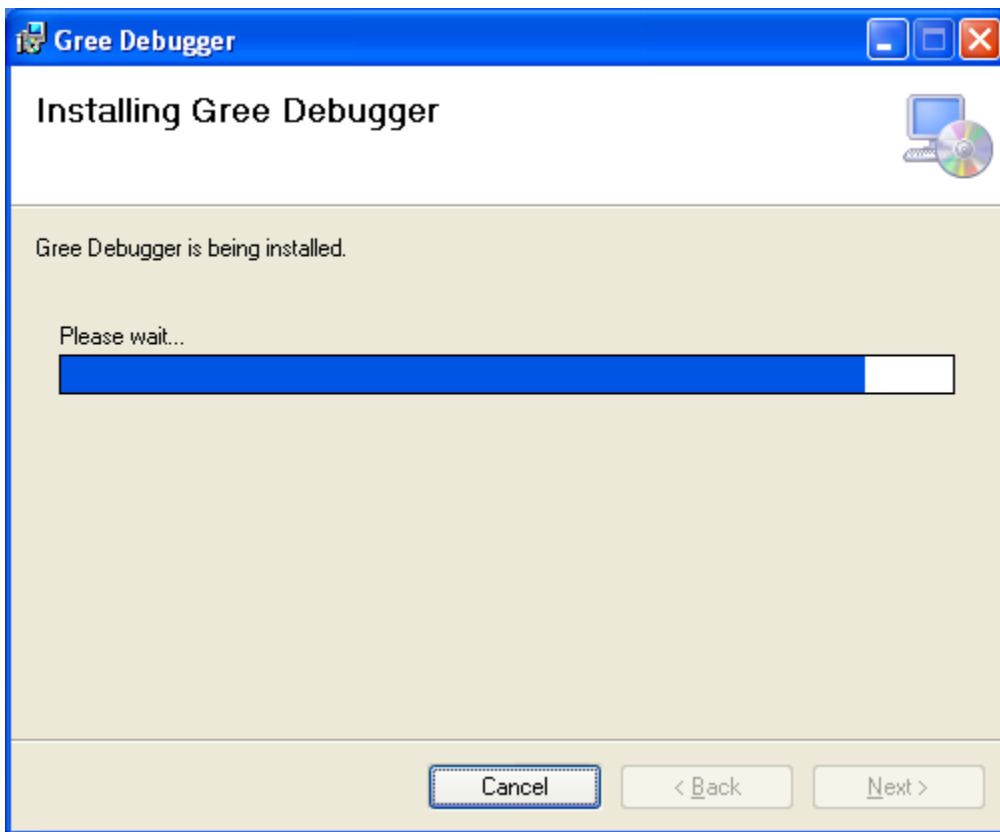 Gree Debugger
Installing Gree Debugger
Gree Debugger is being installed.
Please wait...
Cancel
< Back
Next >